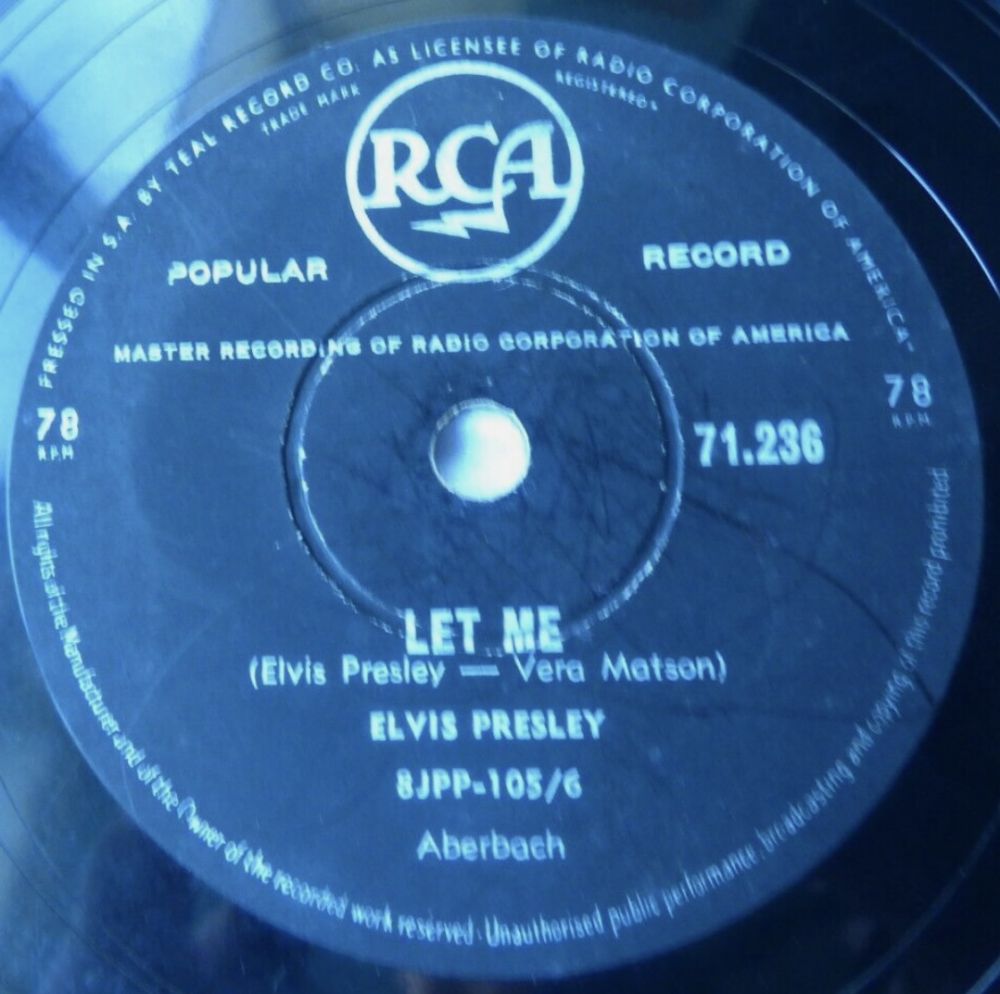 PRESSED IN S.A. BY TEAL RECORD CO. AS LICENSEE OF RADIO CORPORATION OF AMERICA-
TRADE MARK
REGISTERED
RCA
POPULAR RECORD
MASTER RECORDING OF RADIO CORPORATION OF AMERICA
78
R.P.M
78
R.P.M
71.236
LET ME
(Elvis Presley — Vera Matson)
ELVIS PRESLEY
8JPP-105/6
Aberbach
All rights of the Manufacturer and of the Owner of the recorded work reserved. Unauthorised public performance, broadcasting and copying of this record prohibited